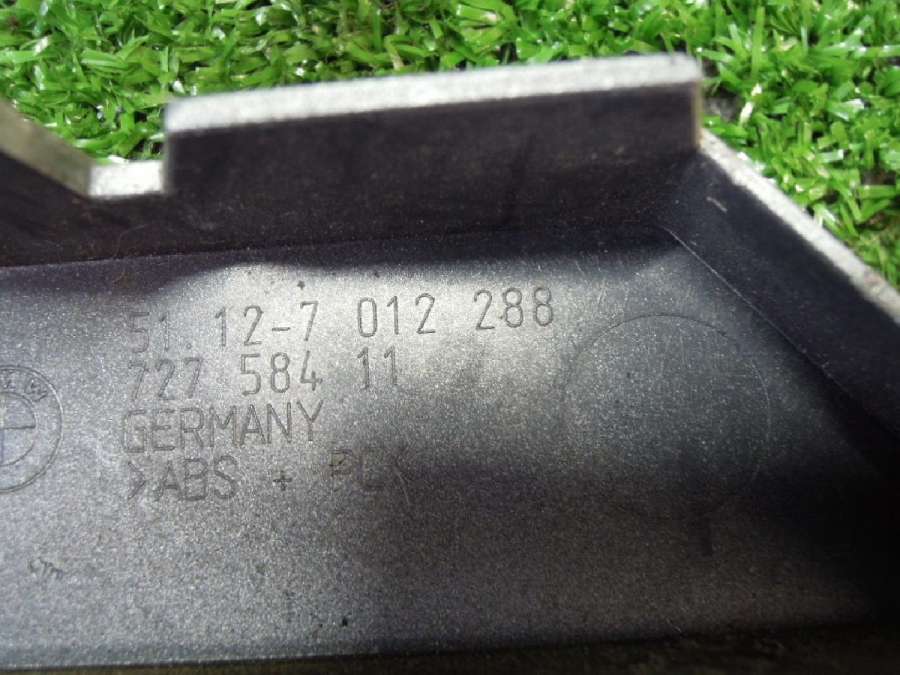 51.12-7 012 288
727 584 11
GERMANY
>ABS + PC<